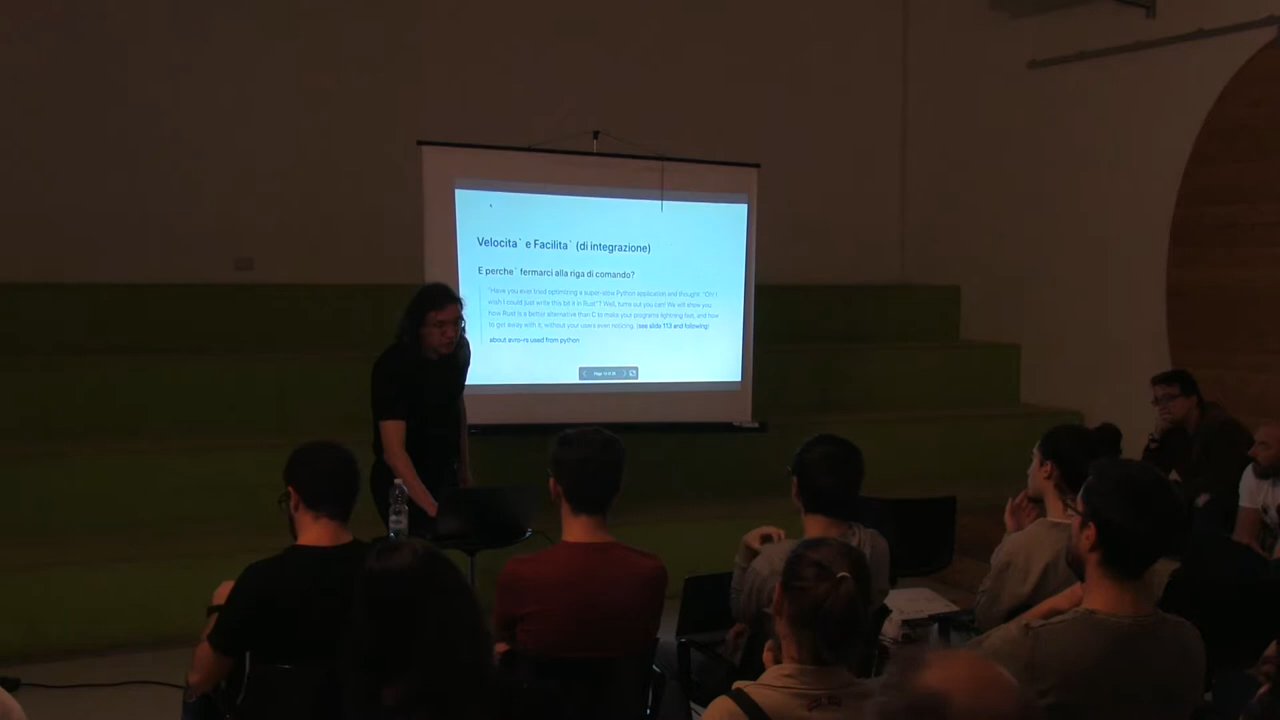 Velocita` e Facilita` (di integrazione)
E perche` fermarci alla riga di comando?
"Have you ever tried optimizing a super-slow Python application and thought: "Oh! I
wish I could just write this bit it in Rust"? Well, turns out you can! We will show you
how Rust is a better alternative than C to make your programs lightning fast, and how
to get away with it, without your users even noticing. (see slide 113 and following)
about avro-rs used from python